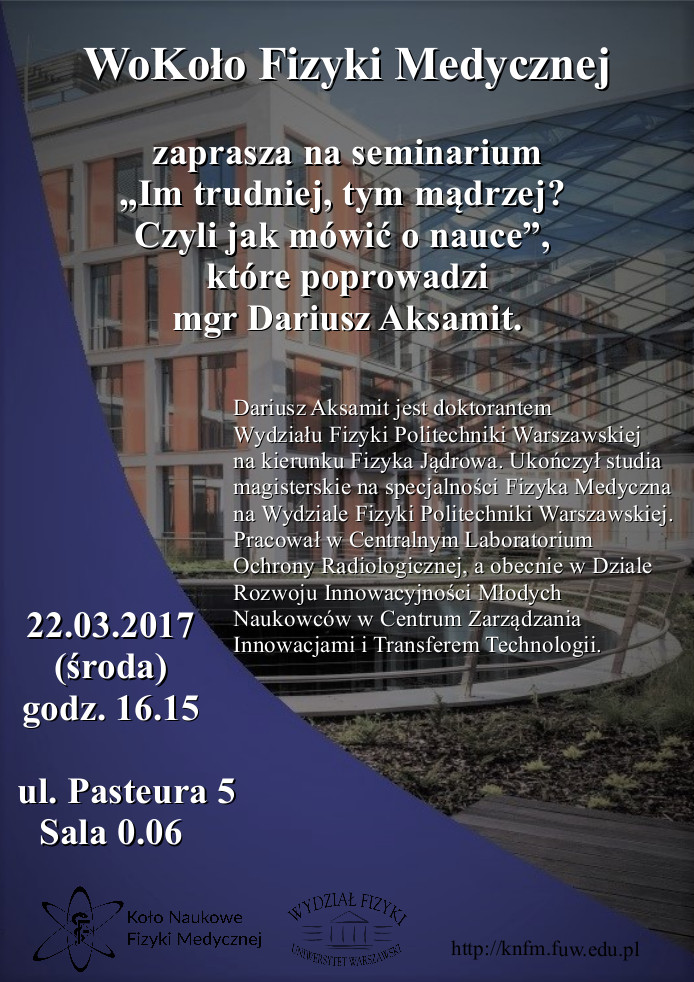 WoKoło Fizyki Medycznej
zaprasza na seminarium
„Im trudniej, tym mądrzej?
Czyli jak mówić o nauce”,
które poprowadzi
mgr Dariusz Aksamit.
Dariusz Aksamit jest doktorantem
Wydziału Fizyki Politechniki Warszawskiej
na kierunku Fizyka Jądrowa. Ukończył studia
magisterskie na specjalności Fizyka Medyczna
na Wydziale Fizyki Politechniki Warszawskiej.
Pracował w Centralnym Laboratorium
Ochrony Radiologicznej, a obecnie w Dziale
Rozwoju Innowacyjności Młodych
Naukowców w Centrum Zarządzania
Innowacjami i Transferem Technologii.
22.03.2017
(środa)
godz. 16.15
ul. Pasteura 5
Sala 0.06
Koło Naukowe
Fizyki Medycznej
WYDZIAŁ FIZYKI
UNIWERSYTET WARSZAWSKI
http://knfm.fuw.edu.pl